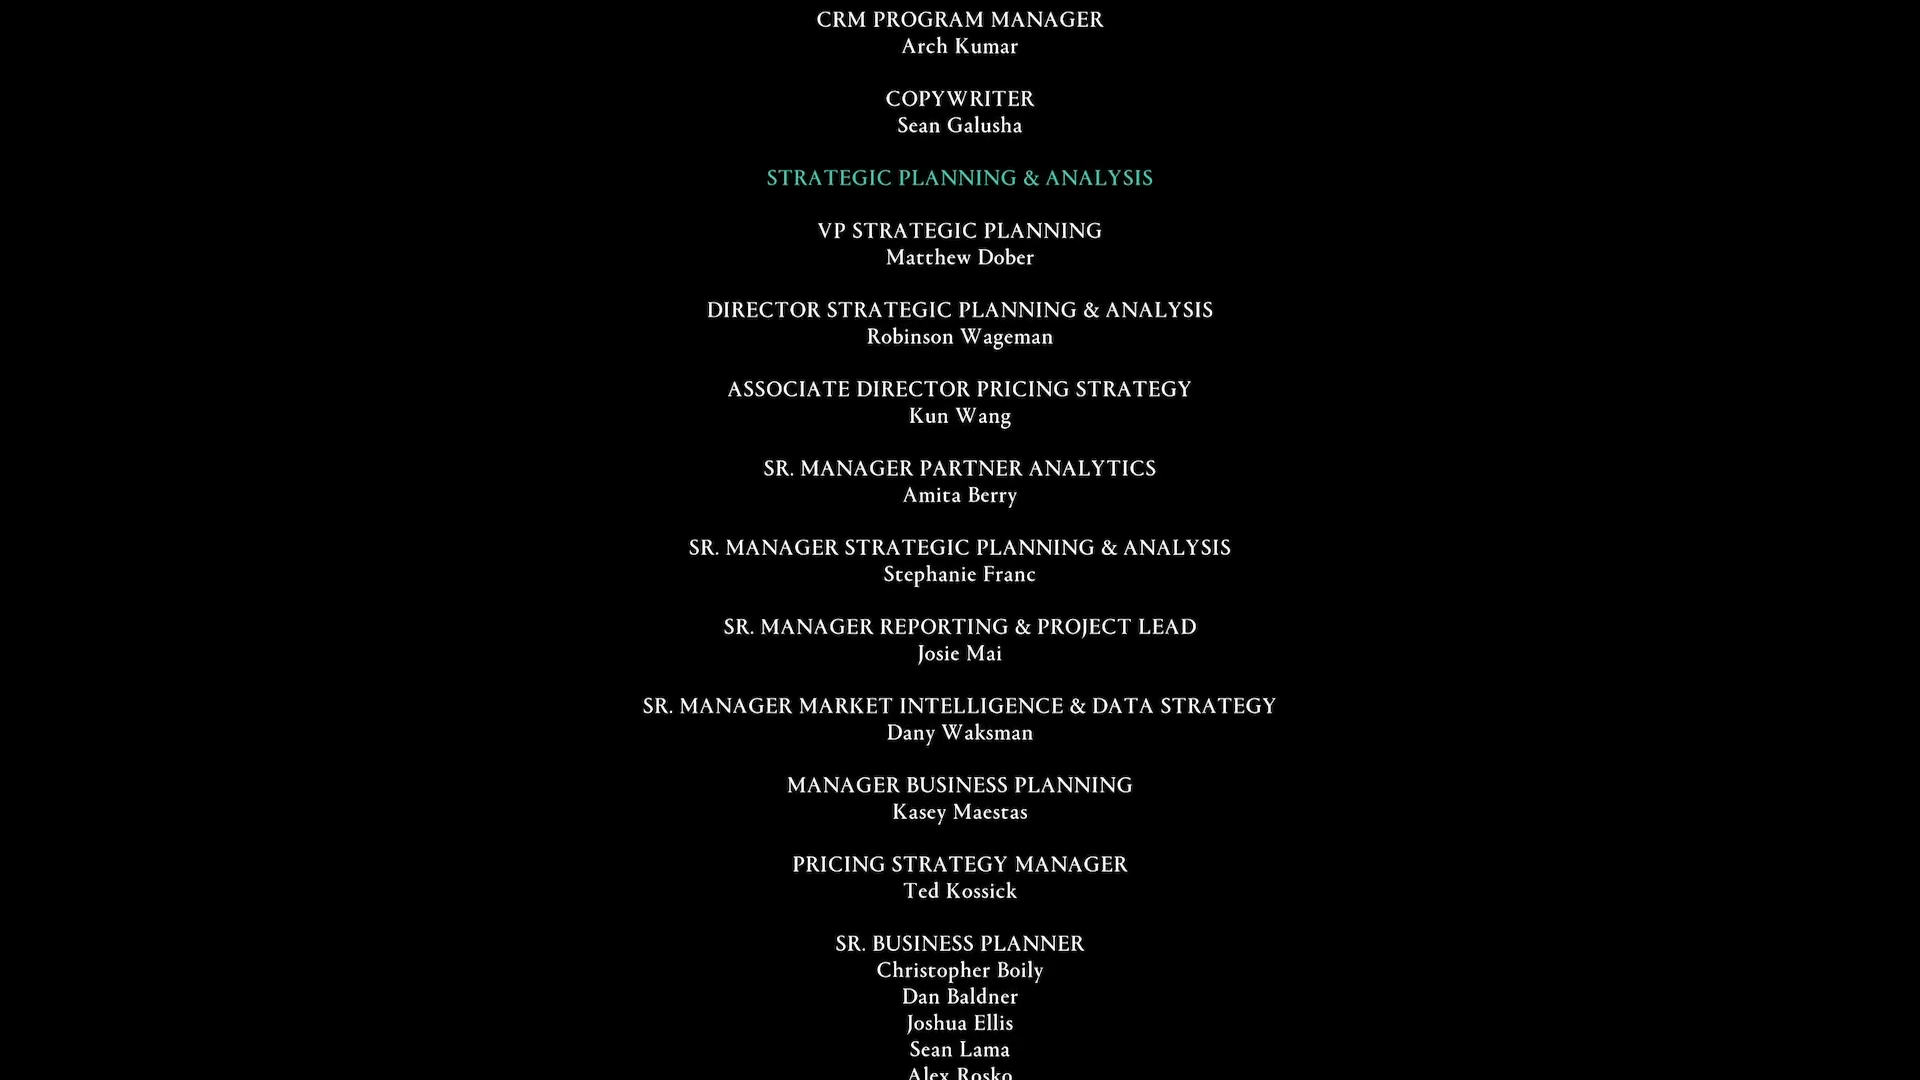 CRM PROGRAM MANAGER
Arch Kumar
COPYWRITER
Sean Galusha
STRATEGIC PLANNING & ANALYSIS
VP STRATEGIC PLANNING
Matthew Dober
DIRECTOR STRATEGIC PLANNING & ANALYSIS
Robinson Wageman
ASSOCIATE DIRECTOR PRICING STRATEGY
Kun Wang
SR. MANAGER PARTNER ANALYTICS
Amita Berry
SR. MANAGER STRATEGIC PLANNING & ANALYSIS
Stephanie Franc
SR. MANAGER REPORTING & PROJECT LEAD
Josie Mai
SR. MANAGER MARKET INTELLIGENCE & DATA STRATEGY
Dany Waksman
MANAGER BUSINESS PLANNING
Kasey Maestas
PRICING STRATEGY MANAGER
Ted Kossick
SR. BUSINESS PLANNER
Christopher Boily
Dan Baldner
Joshua Ellis
Sean Lama
Alex Rosko